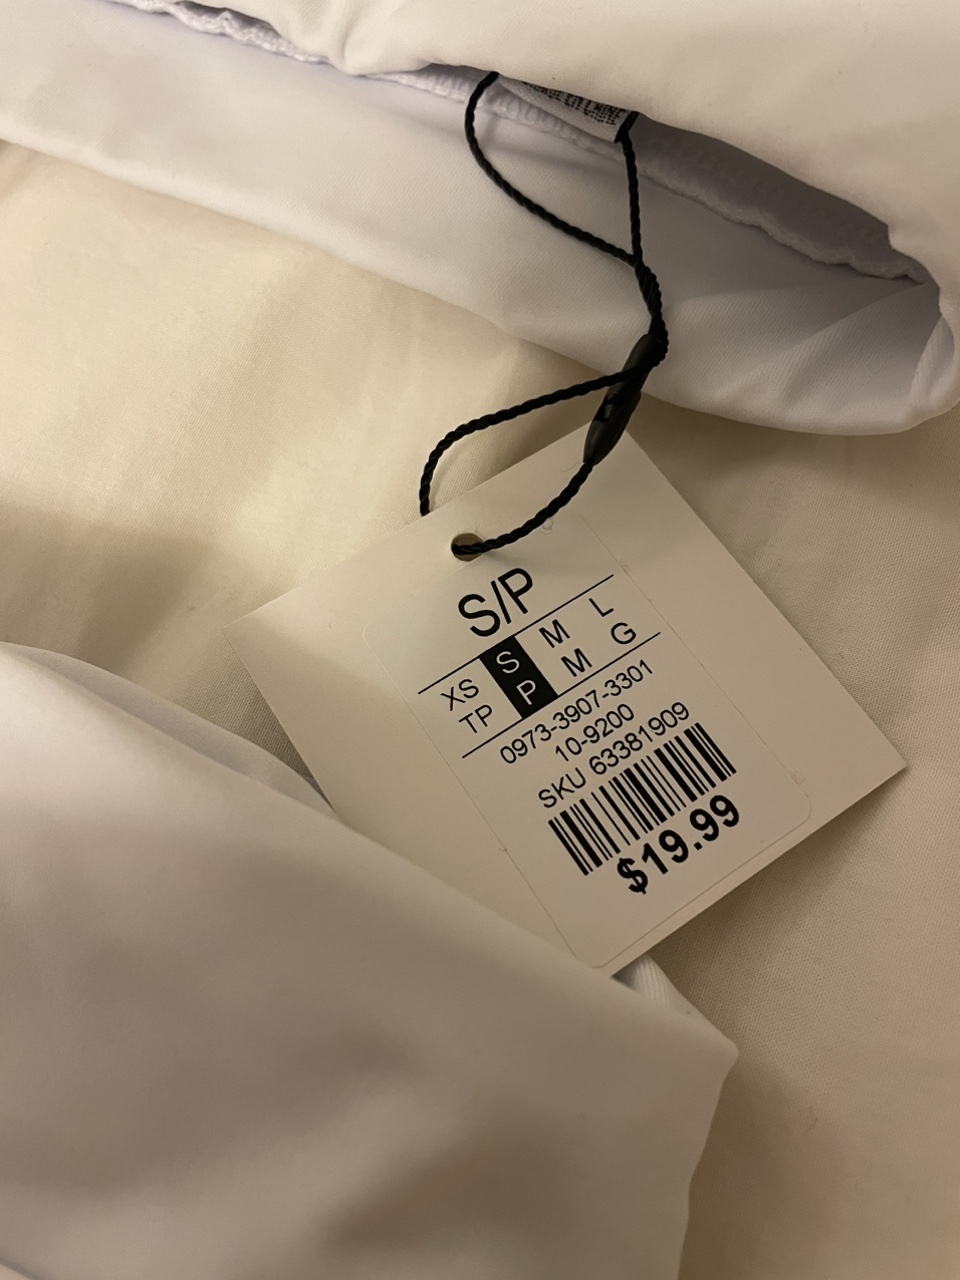 S/P
XS S M L
TP P M G
0973-3907-3301
10-9200
SKU 63381909
$19.99